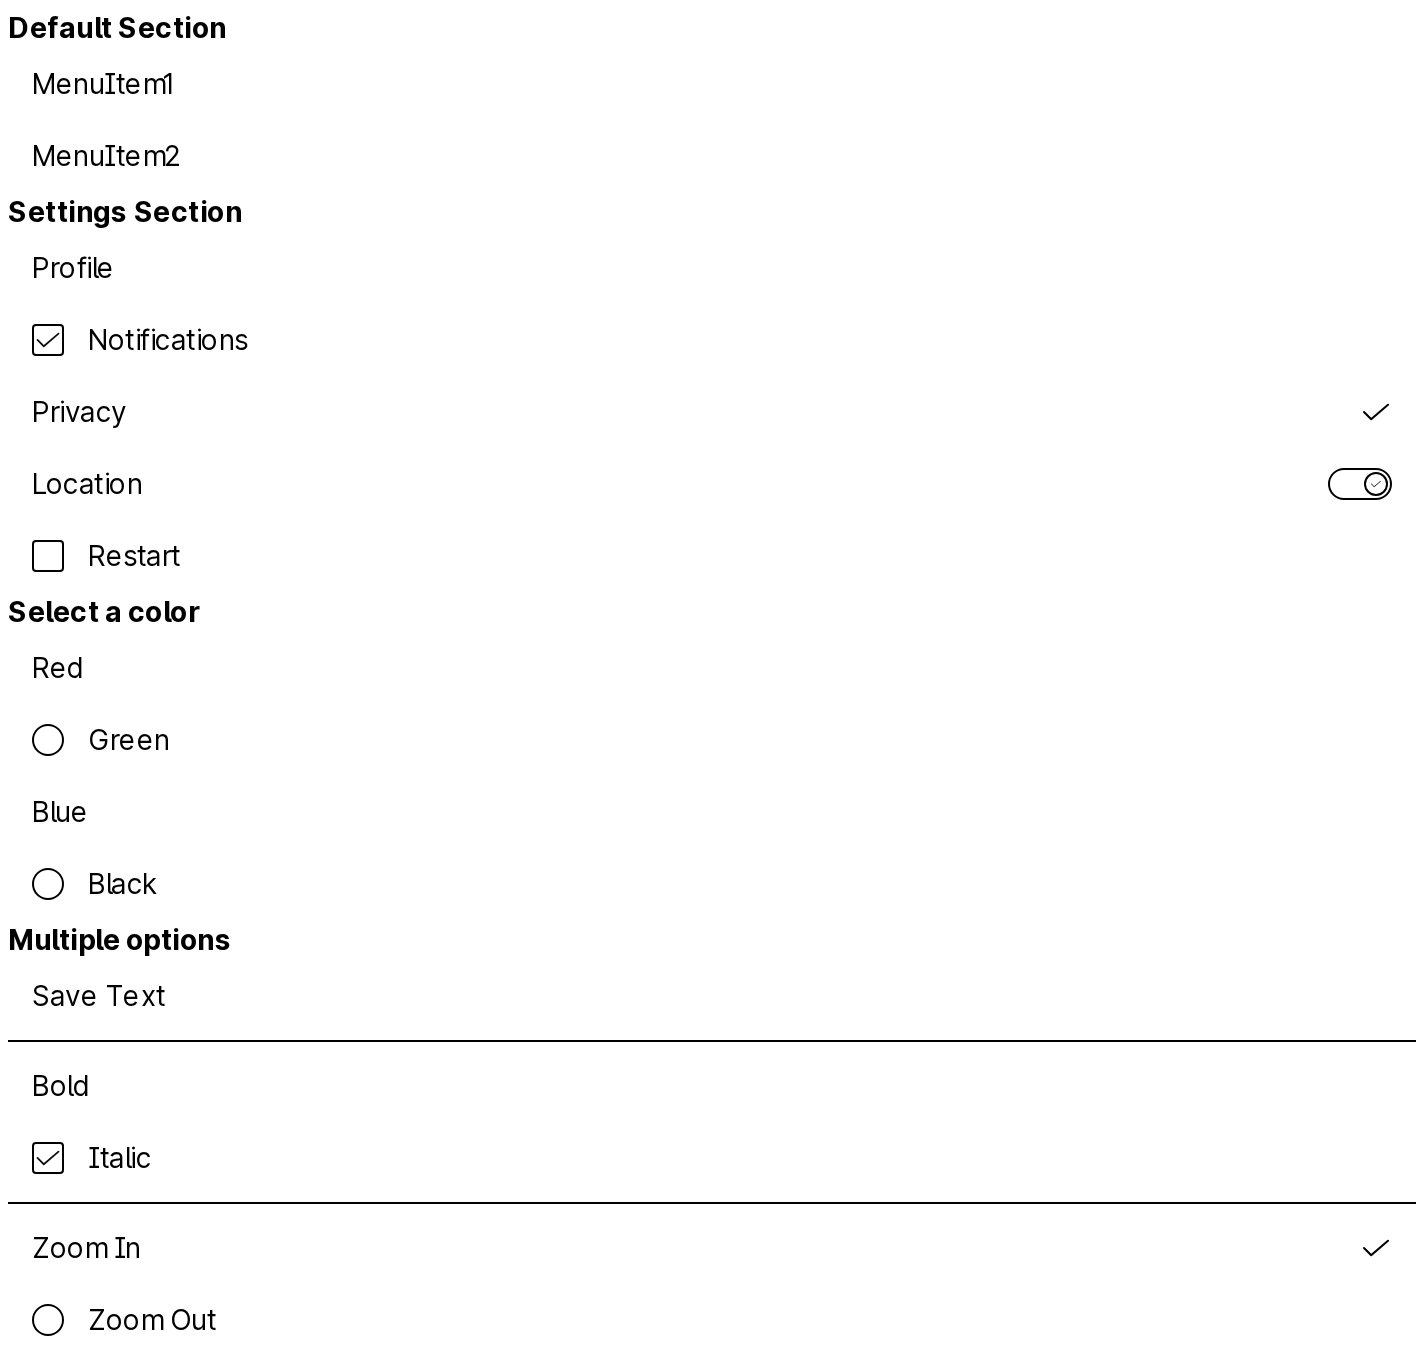 Default Section
MenuItem1
MenuItem2
Settings Section
Profile
Notifications
Privacy
Location
Restart
Select a color
Red
Green
Blue
Black
Multiple options
Save Text
Bold
Italic
Zoom In
Zoom Out